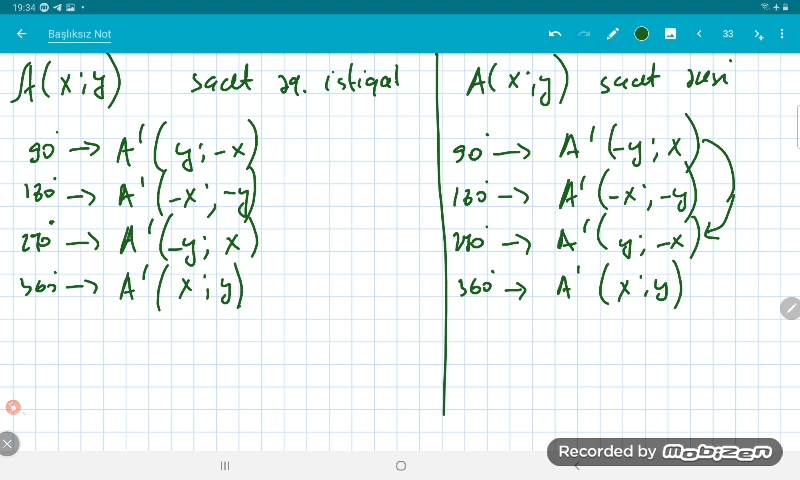 19:34
Başlıksız Not
33
A(x;y) saat əq. istiqal
90° → A'(y;-x)
180° → A'(-x;-y)
270° → A'(-y;x)
360° → A'(x;y)
A(x;y) saat
90° → A'(-y;x)
180° → A'(-x;-y)
270° → A'(y;-x)
360° → A'(x;y)
Recorded by mobizen